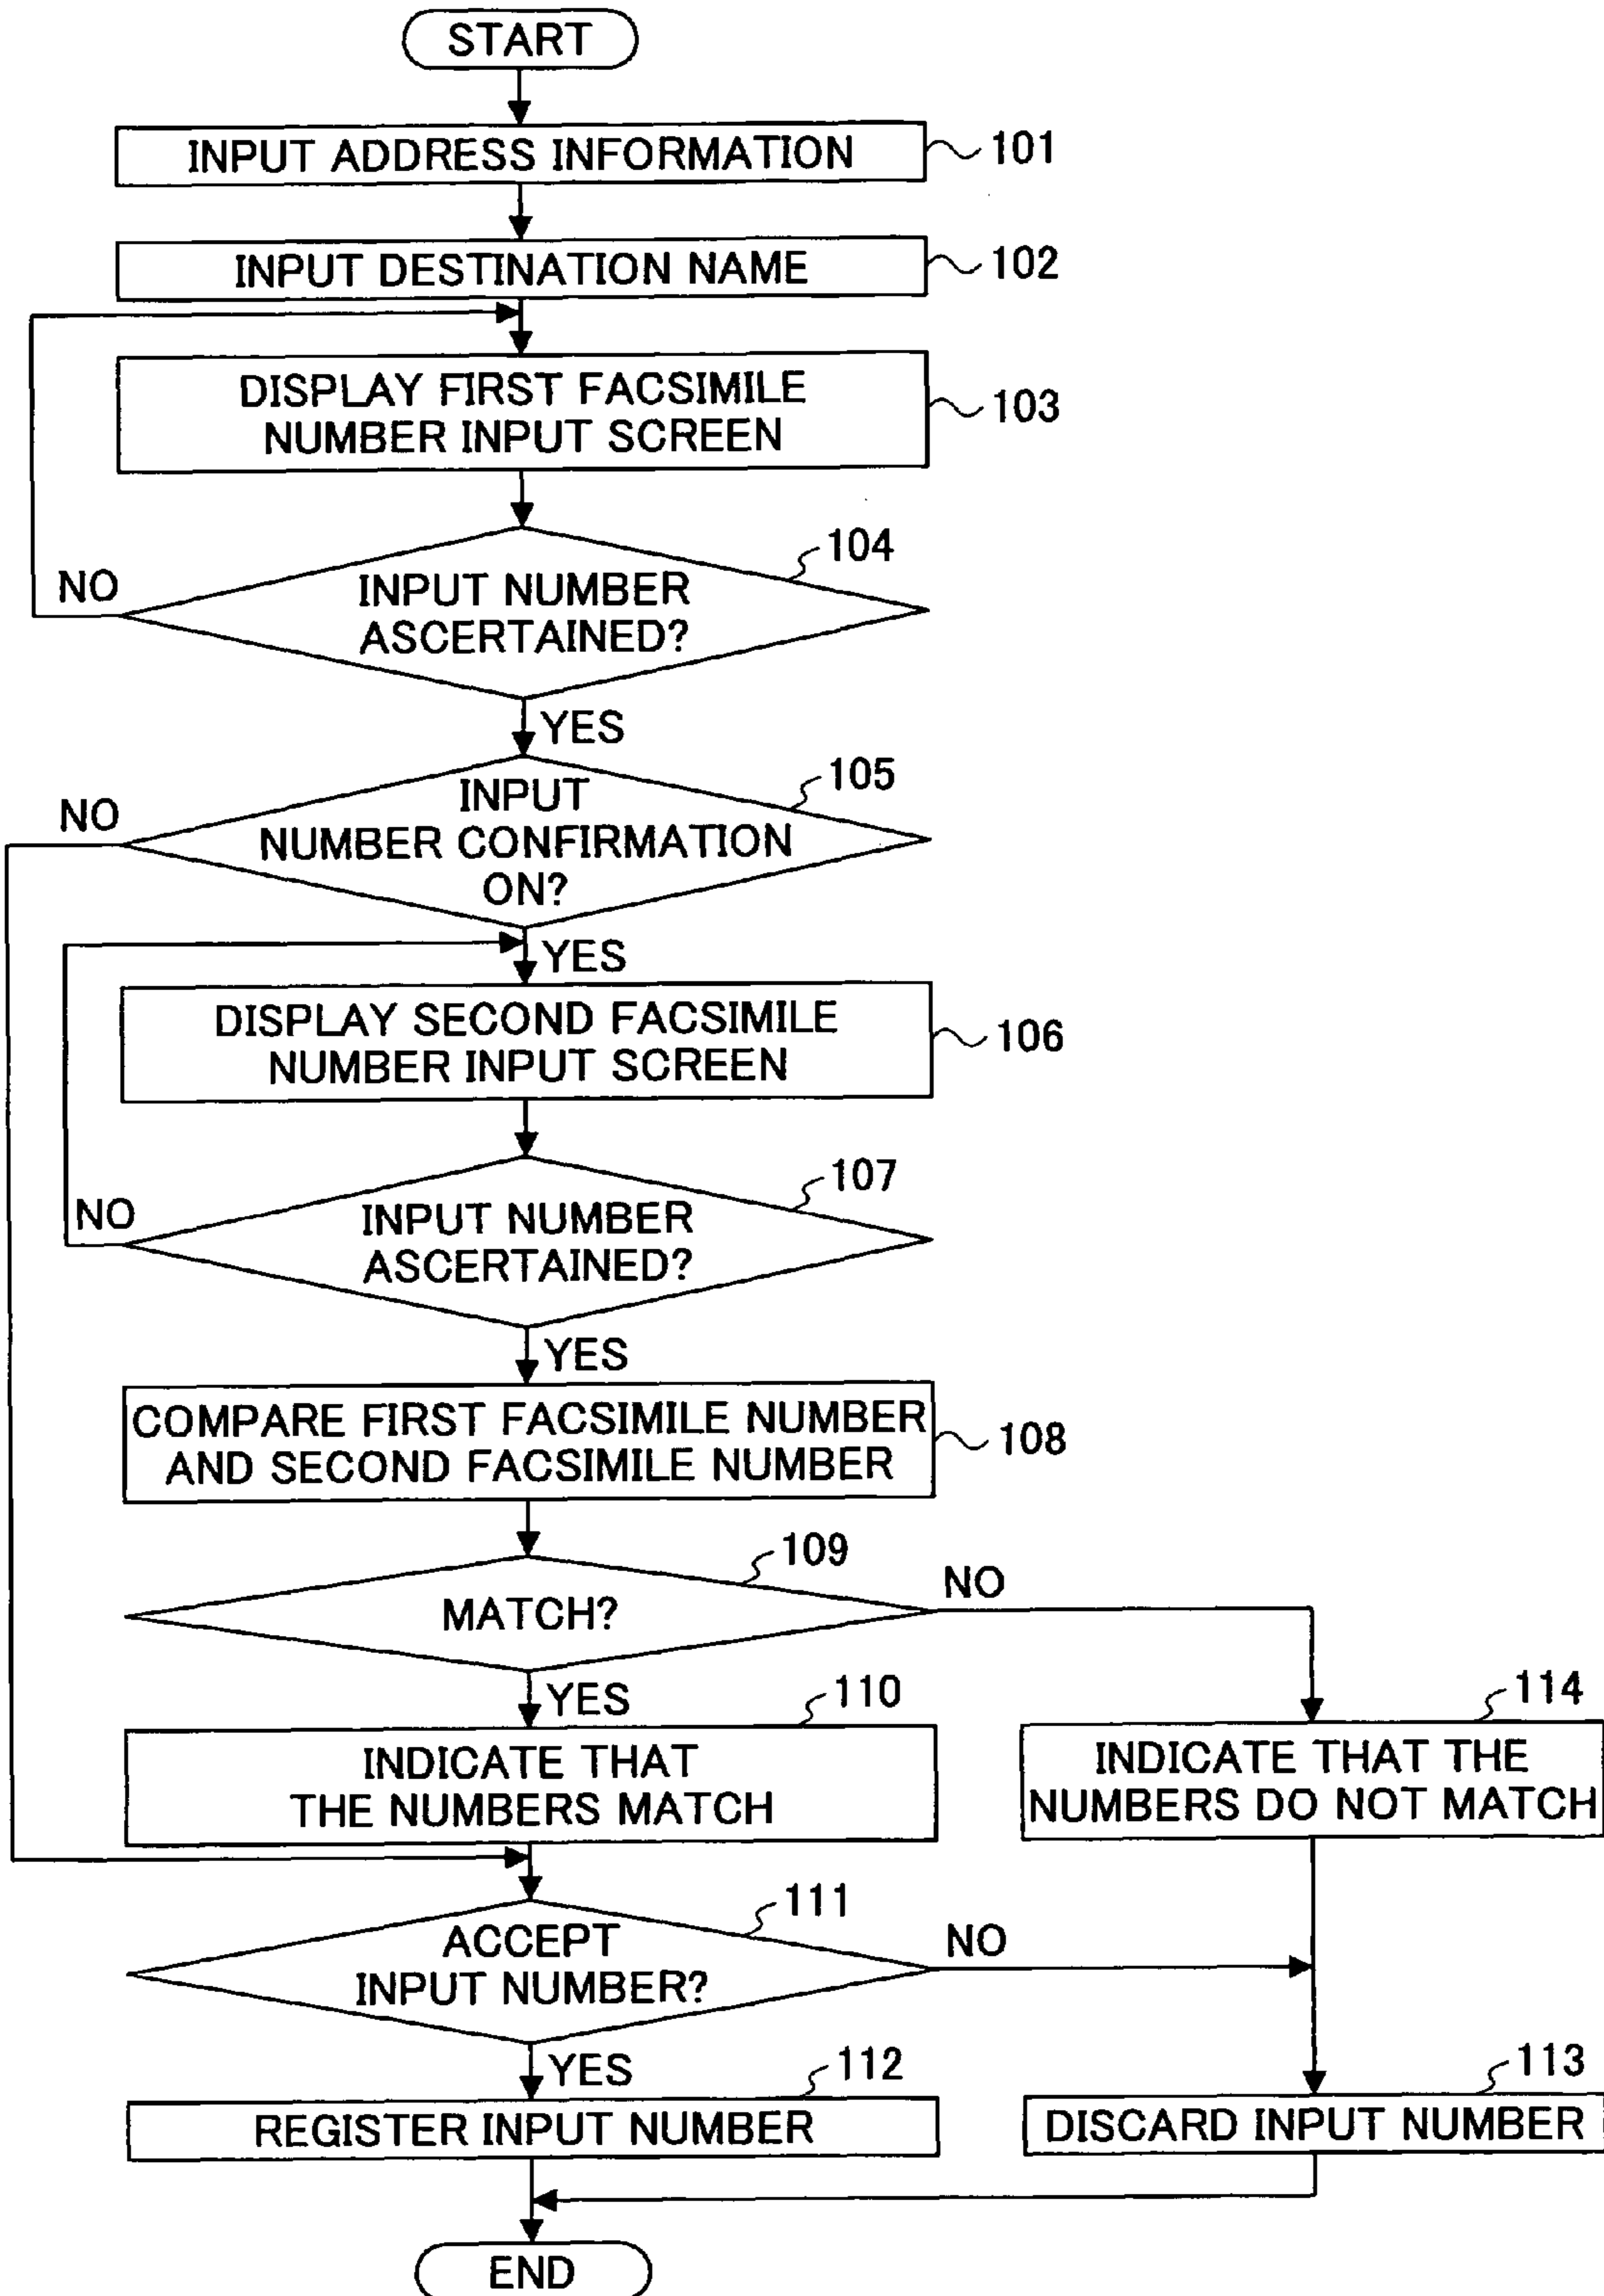 START
INPUT ADDRESS INFORMATION
101
INPUT DESTINATION NAME
102
DISPLAY FIRST FACSIMILE
NUMBER INPUT SCREEN
103
104
NO
INPUT NUMBER
ASCERTAINED?
YES
105
NO
INPUT
NUMBER CONFIRMATION
ON?
YES
DISPLAY SECOND FACSIMILE
NUMBER INPUT SCREEN
106
107
NO
INPUT NUMBER
ASCERTAINED?
YES
COMPARE FIRST FACSIMILE NUMBER
AND SECOND FACSIMILE NUMBER
108
109
NO
MATCH?
YES
110
114
INDICATE THAT
THE NUMBERS MATCH
INDICATE THAT THE
NUMBERS DO NOT MATCH
111
ACCEPT
INPUT NUMBER?
NO
YES
112
113
REGISTER INPUT NUMBER
DISCARD INPUT NUMBER
END